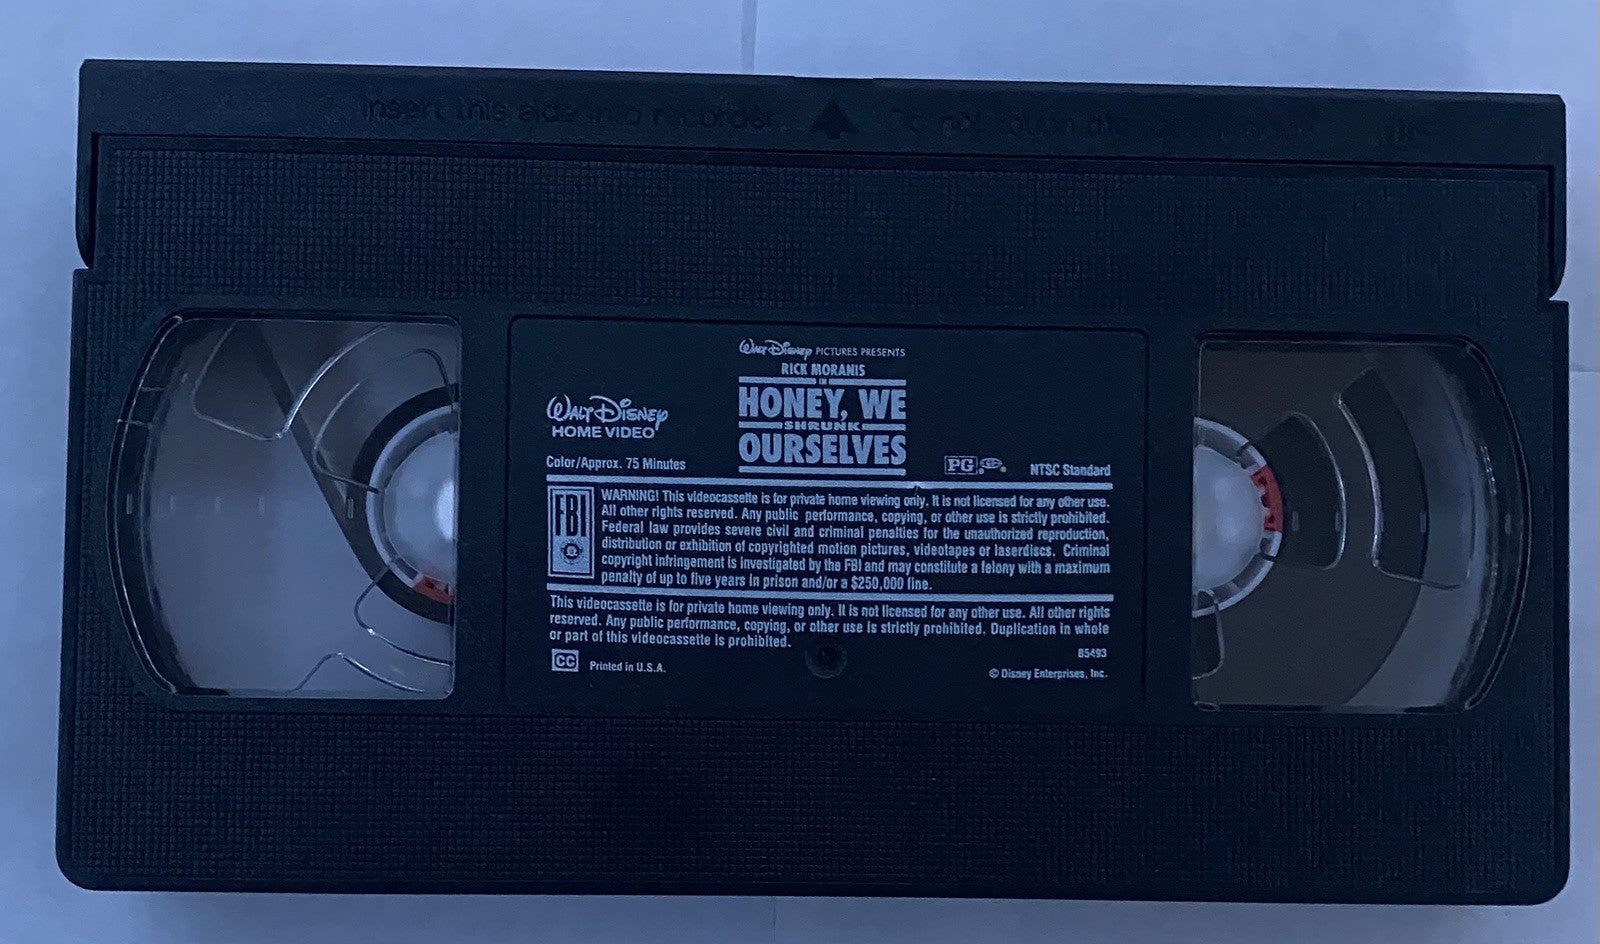 Insert this side into recorder
Walt Disney PICTURES PRESENTS
RICK MORANIS
IN
HONEY, WE
SHRUNK
OURSELVES
Walt Disney
HOME VIDEO
Color/Approx. 75 Minutes
PG
NTSC Standard
FBI
WARNING! This videocassette is for private home viewing only. It is not licensed for any other use.
All other rights reserved. Any public performance, copying, or other use is strictly prohibited.
Federal law provides severe civil and criminal penalties for the unauthorized reproduction,
distribution or exhibition of copyrighted motion pictures, videotapes or laserdiscs. Criminal
copyright infringement is investigated by the FBI and may constitute a felony with a maximum
penalty of up to five years in prison and/or a $250,000 fine.
This videocassette is for private home viewing only. It is not licensed for any other use. All other rights
reserved. Any public performance, copying, or other use is strictly prohibited. Duplication in whole
or part of this videocassette is prohibited.
85493
CC
Printed in U.S.A.
© Disney Enterprises, Inc.